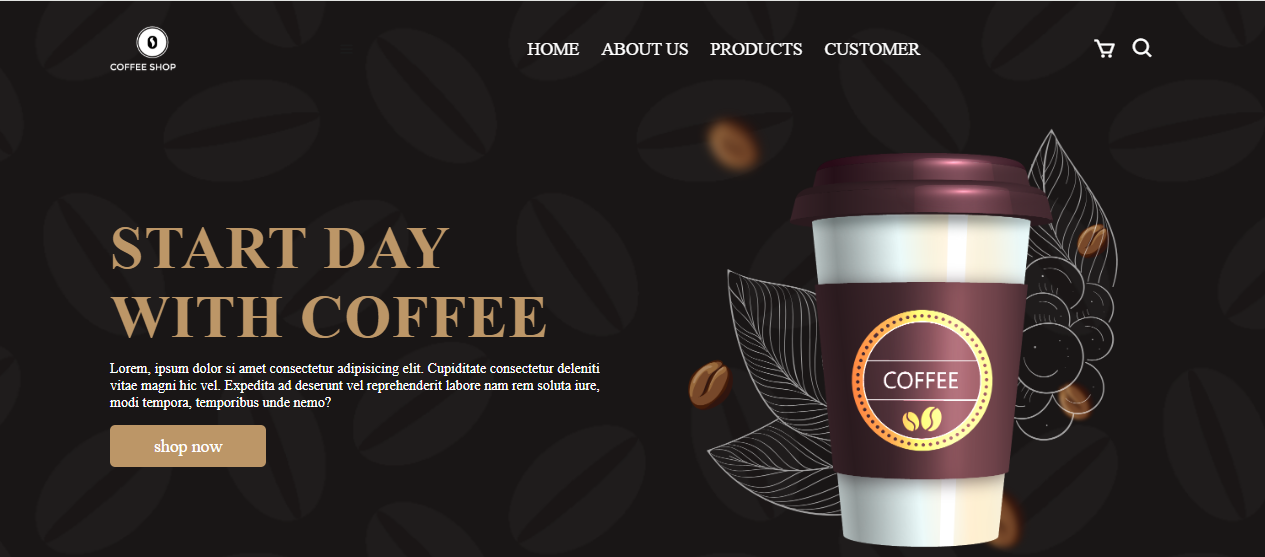 COFFEE SHOP
HOME ABOUT US PRODUCTS CUSTOMER
START DAY
WITH COFFEE
Lorem, ipsum dolor si amet consectetur adipisicing elit. Cupiditate consectetur deleniti
vitae magni hic vel. Expedita ad deserunt vel reprehenderit labore nam rem soluta iure,
modi tempora, temporibus unde nemo?
shop now
COFFEE